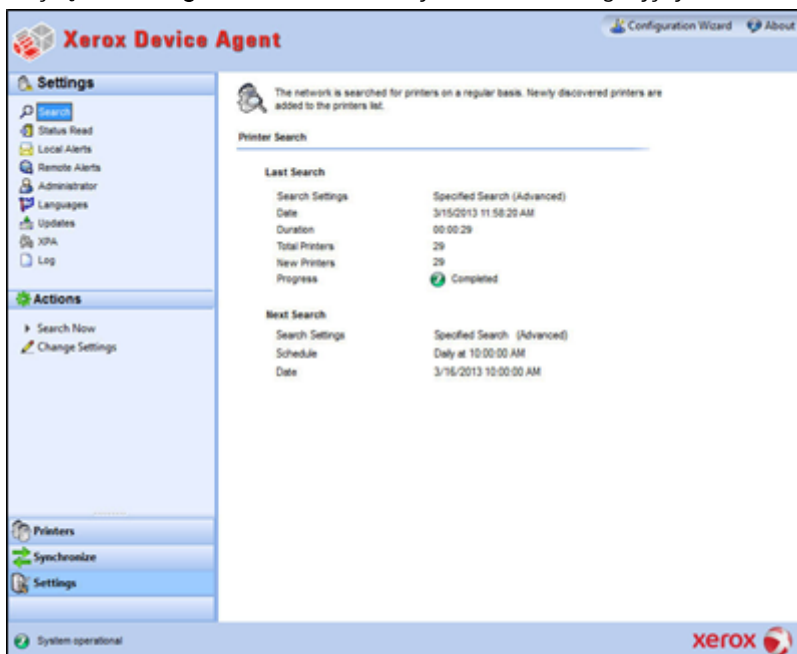 Xerox Device Agent
Configuration Wizard About
Settings
Search
Status Read
Local Alerts
Remote Alerts
Administrator
Languages
Updates
XPA
Log
Actions
Search Now
Change Settings
Printers
Synchronize
Settings
The network is searched for printers on a regular basis. Newly discovered printers are
added to the printers list.
Printer Search
Last Search
Search Settings Specified Search (Advanced)
Date 3/15/2013 11:58:20 AM
Duration 00:00:29
Total Printers 29
New Printers 29
Progress Completed
Next Search
Search Settings Specified Search (Advanced)
Schedule Daily at 10:00:00 AM
Date 3/16/2013 10:00:00 AM
System operational
xerox